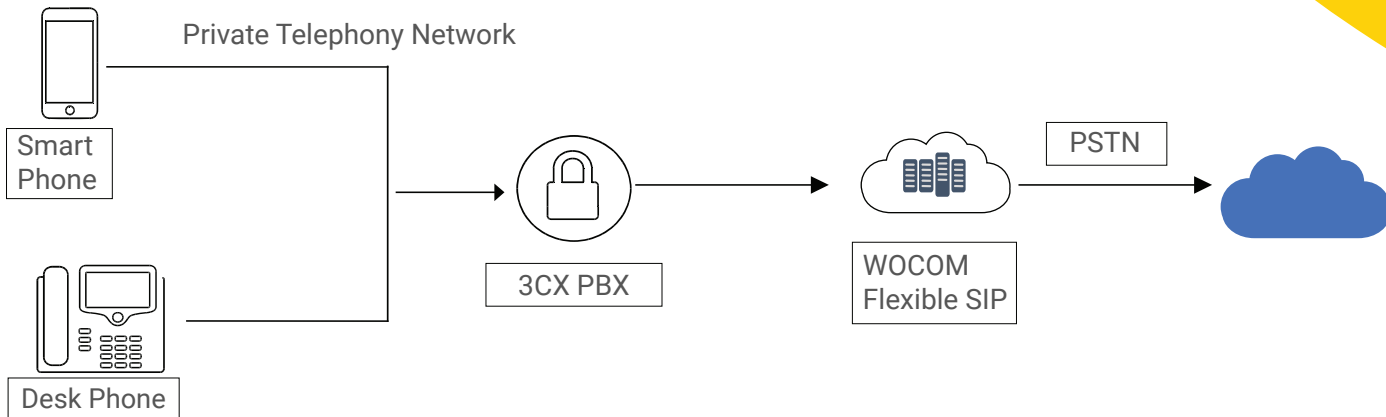 Private Telephony Network
Smart
Phone
PSTN
3CX PBX
WOCOM
Flexible SIP
Desk Phone